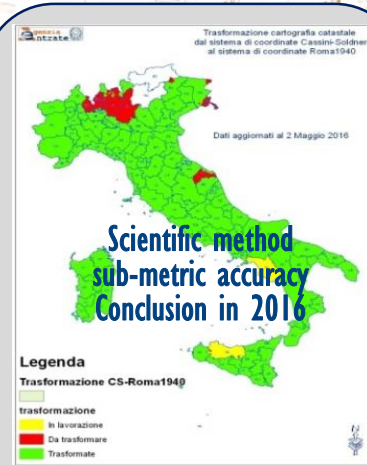 agenzia
ntrate
Trasformazione cartografia catastale
dal sistema di coordinate Cassini-Soldner
al sistema di coordinate Roma1940
Dati aggiornati al 2 Maggio 2016
Scientific method
sub-metric accuracy
Conclusion in 2016
Legenda
Trasformazione CS-Roma1940
trasformazione
In lavorazione
Da trasformare
Trasformate